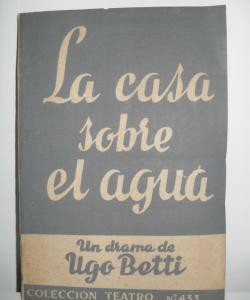 La casa
sobre
el agua
Un drama de
Ugo Betti
COLECCION TEATRO Nº 433